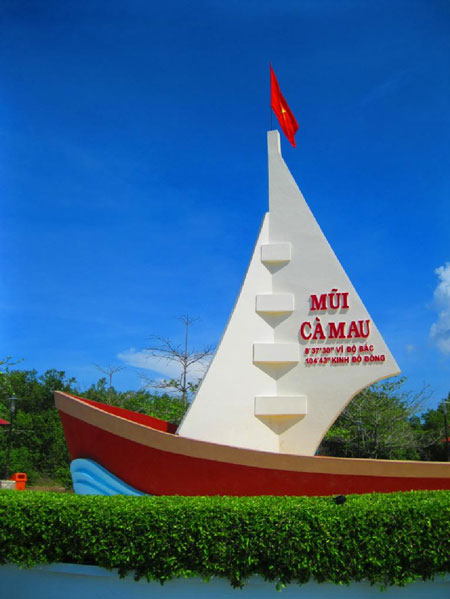 MŨI
CÀ MAU
8°37'30" VĨ ĐỘ BẮC
104°43' KINH ĐỘ ĐÔNG